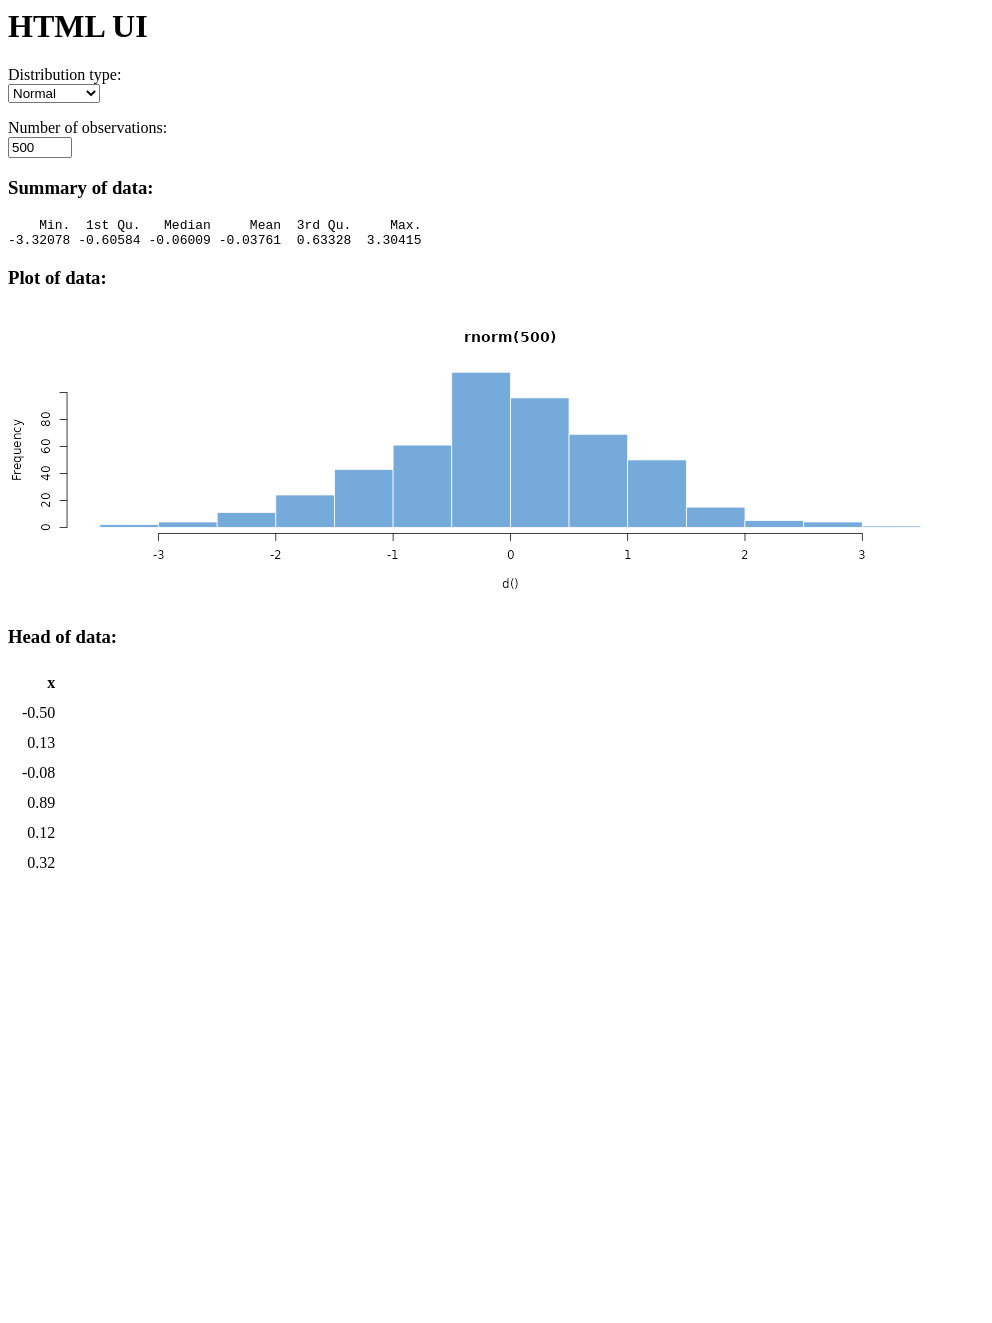 HTML UI
Distribution type:
Normal
Number of observations:
500
Summary of data:
    Min.  1st Qu.   Median     Mean  3rd Qu.     Max.
-3.32078 -0.60584 -0.06009 -0.03761  0.63328  3.30415
Plot of data:
rnorm(500)
Frequency
80
60
40
20
0
-3 -2 -1 0 1 2 3
d()
Head of data:
x
-0.50
0.13
-0.08
0.89
0.12
0.32